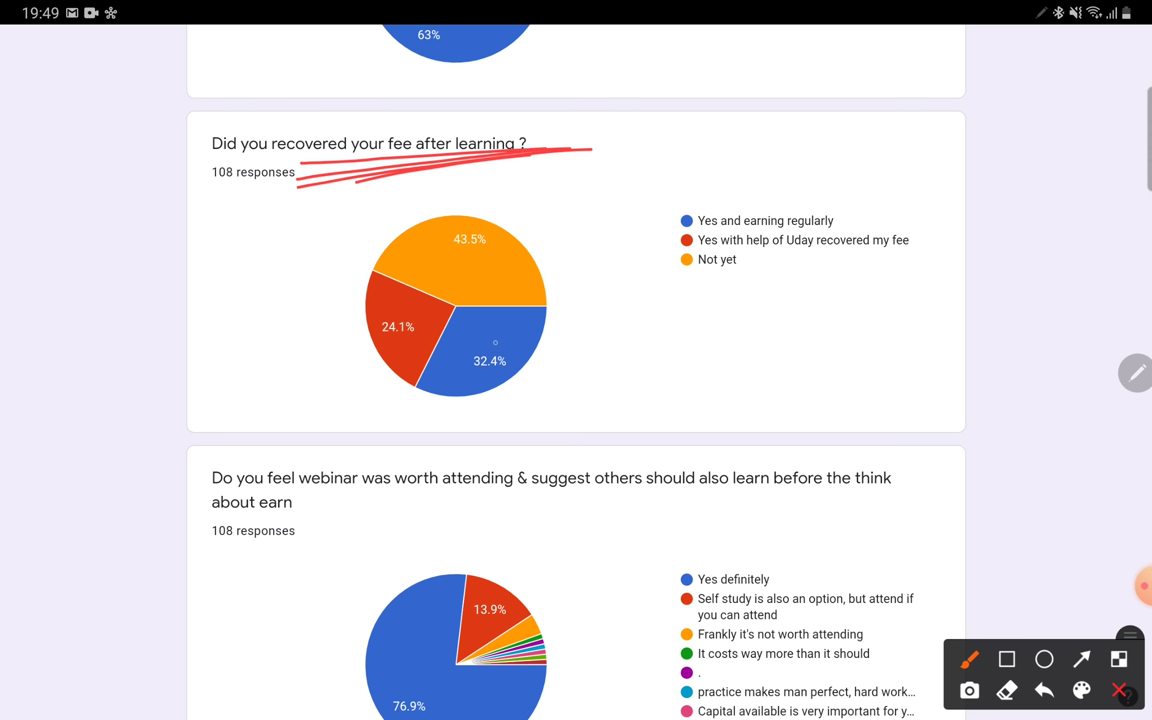 19:49
63%
Did you recovered your fee after learning ?
108 responses
43.5%
24.1%
32.4%
Yes and earning regularly
Yes with help of Uday recovered my fee
Not yet
Do you feel webinar was worth attending & suggest others should also learn before the think
about earn
108 responses
13.9%
76.9%
Yes definitely
Self study is also an option, but attend if
you can attend
Frankly it's not worth attending
It costs way more than it should
.
practice makes man perfect, hard work...
Capital available is very important for y...